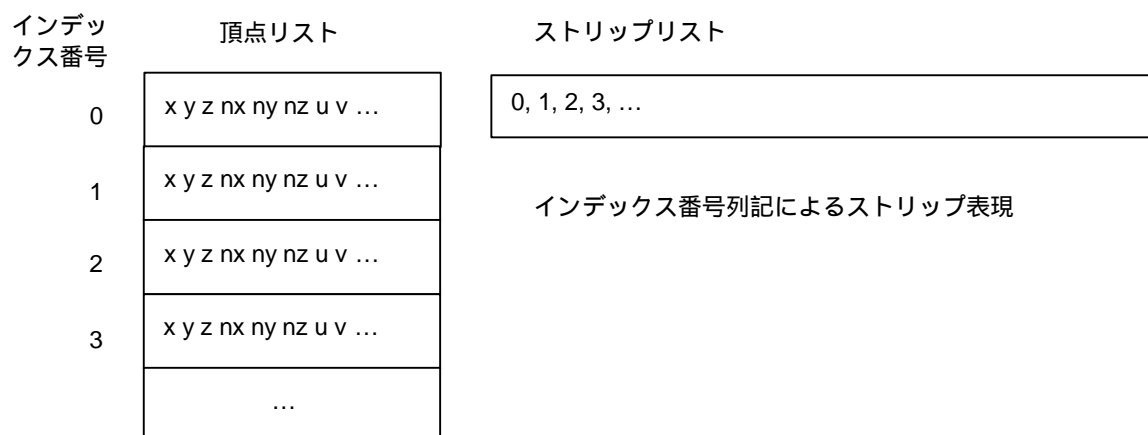 インデッ
クス番号
頂点リスト
ストリップリスト
0
x y z nx ny nz u v …
0, 1, 2, 3, …
1
x y z nx ny nz u v …
インデックス番号列記によるストリップ表現
2
x y z nx ny nz u v …
3
x y z nx ny nz u v …
…